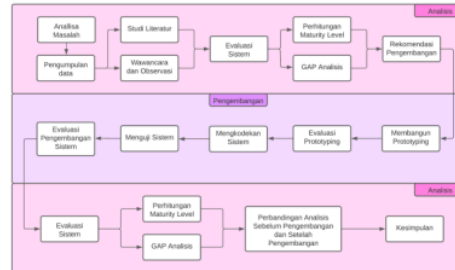 Analisis
Analisa
Masalah
Pengumpulan
data
Studi Literatur
Wawancara
dan Observasi
Evaluasi
Sistem
Perhitungan
Maturity Level
GAP Analisis
Rekomendasi
Pengembangan
Pengembangan
Evaluasi
Pengembangan
Sistem
Menguji Sistem
Mengkodekan
Sistem
Evaluasi
Prototyping
Membangun
Prototyping
Analisis
Evaluasi
Sistem
Perhitungan
Maturity Level
GAP Analisis
Perbandingan Analisis
Sebelum Pengembangan
dan Setelah
Pengembangan
Kesimpulan